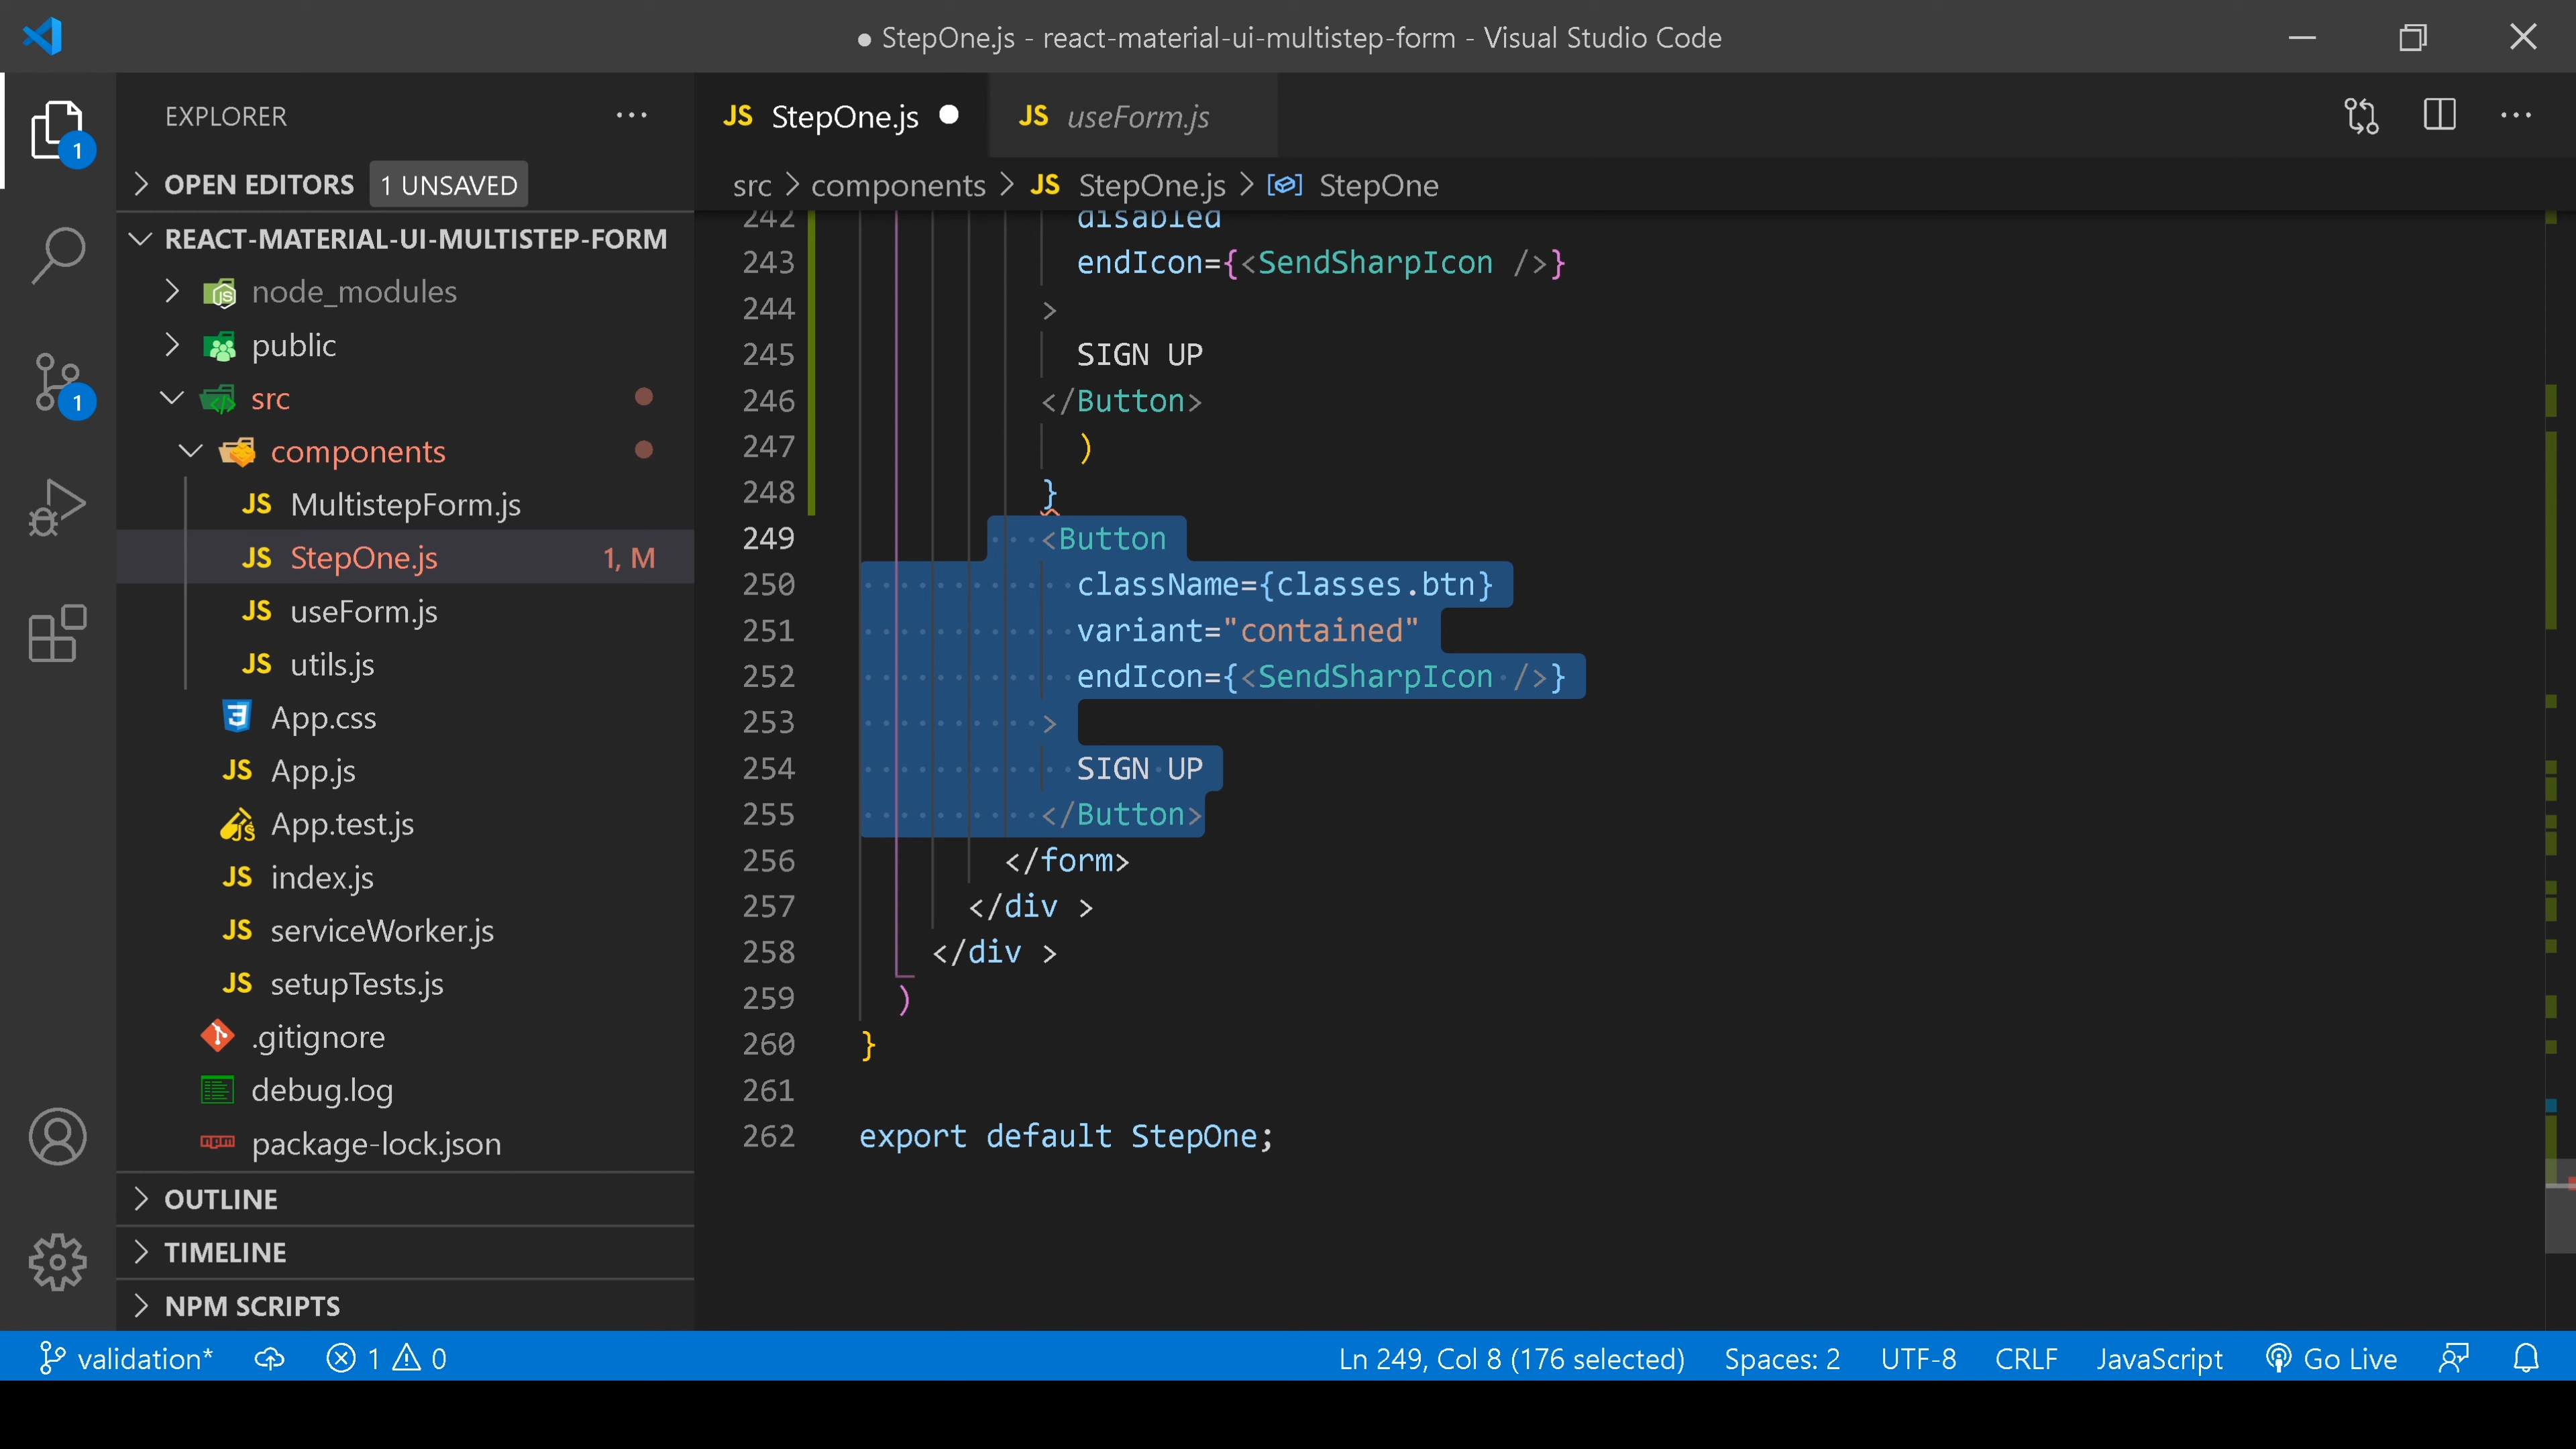 ● StepOne.js - react-material-ui-multistep-form - Visual Studio Code
EXPLORER
1
OPEN EDITORS 1 UNSAVED
REACT-MATERIAL-UI-MULTISTEP-FORM
node_modules
public
src
1
components
JS MultistepForm.js
JS StepOne.js 1, M
JS useForm.js
JS utils.js
App.css
JS App.js
App.test.js
JS index.js
JS serviceWorker.js
JS setupTests.js
.gitignore
debug.log
package-lock.json
OUTLINE
TIMELINE
NPM SCRIPTS
JS StepOne.js ● JS useForm.js
src > components > JS StepOne.js > StepOne
242 disabled
243 endIcon={<SendSharpIcon />}
244 >
245 SIGN UP
246 </Button>
247 )
248 }
249 <Button
250 className={classes.btn}
251 variant="contained"
252 endIcon={<SendSharpIcon />}
253 >
254 SIGN UP
255 </Button>
256 </form>
257 </div >
258 </div >
259 )
260 }
261
262 export default StepOne;
validation* 1 0 Ln 249, Col 8 (176 selected) Spaces: 2 UTF-8 CRLF JavaScript Go Live